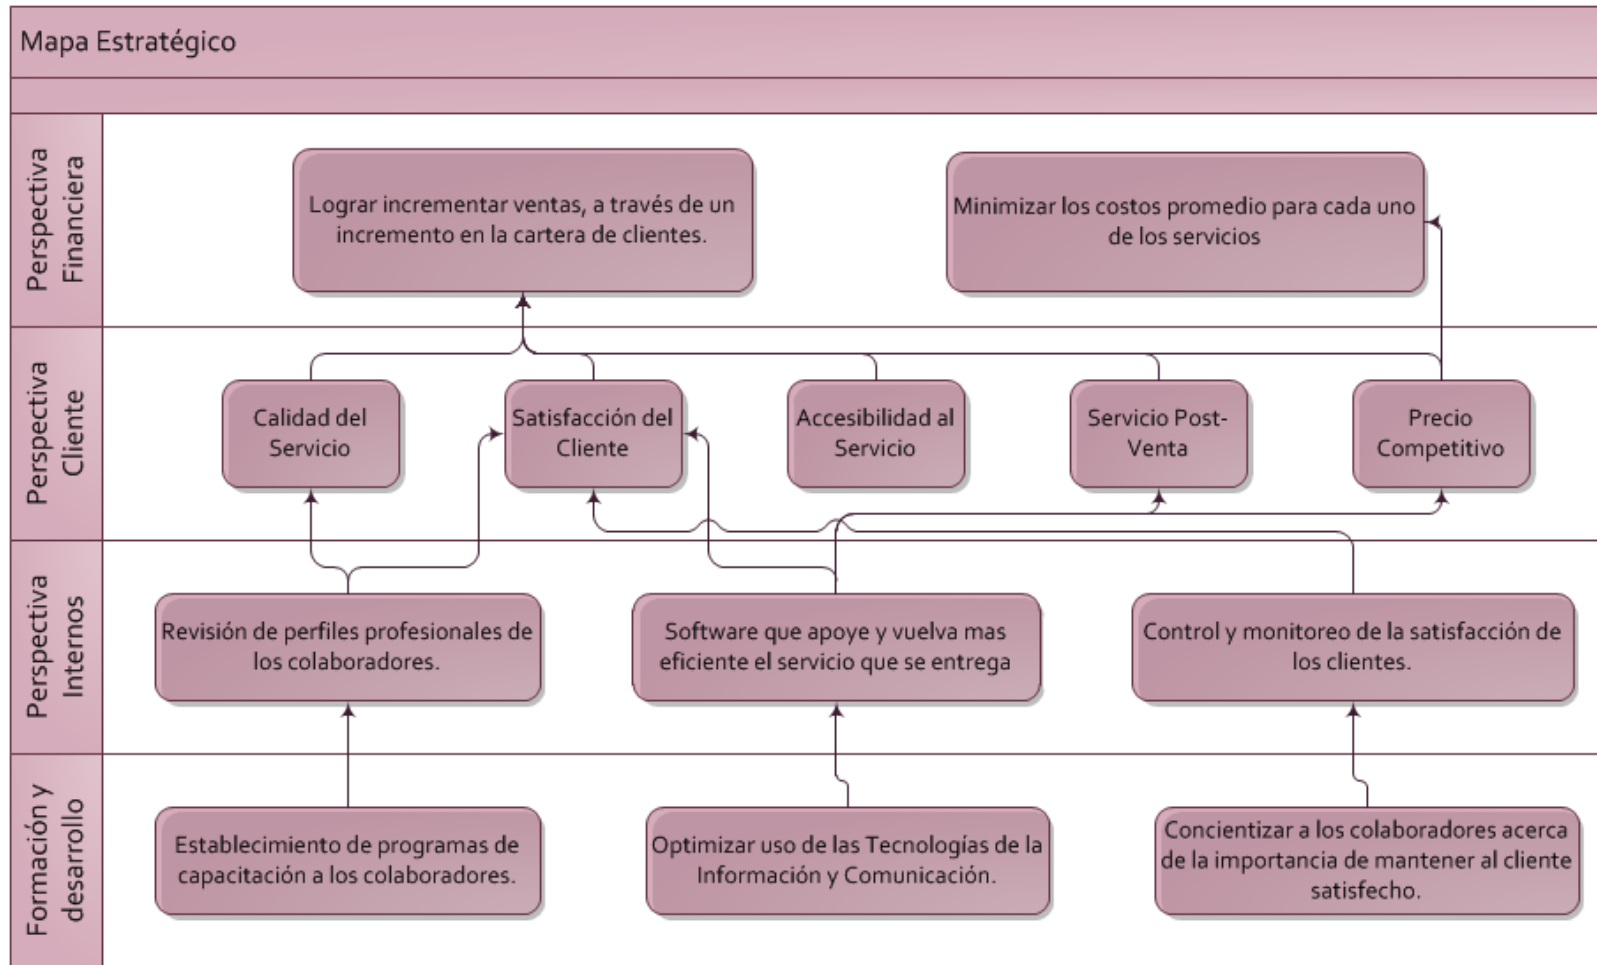 Mapa Estratégico
Perspectiva
Financiera
Lograr incrementar ventas, a través de un
incremento en la cartera de clientes.
Minimizar los costos promedio para cada uno
de los servicios
Perspectiva
Cliente
Calidad del
Servicio
Satisfacción del
Cliente
Accesibilidad al
Servicio
Servicio Post-
Venta
Precio
Competitivo
Perspectiva
Internos
Revisión de perfiles profesionales de
los colaboradores.
Software que apoye y vuelva mas
eficiente el servicio que se entrega
Control y monitoreo de la satisfacción de
los clientes.
Formación y
desarrollo
Establecimiento de programas de
capacitación a los colaboradores.
Optimizar uso de las Tecnologías de la
Información y Comunicación.
Concientizar a los colaboradores acerca
de la importancia de mantener al cliente
satisfecho.